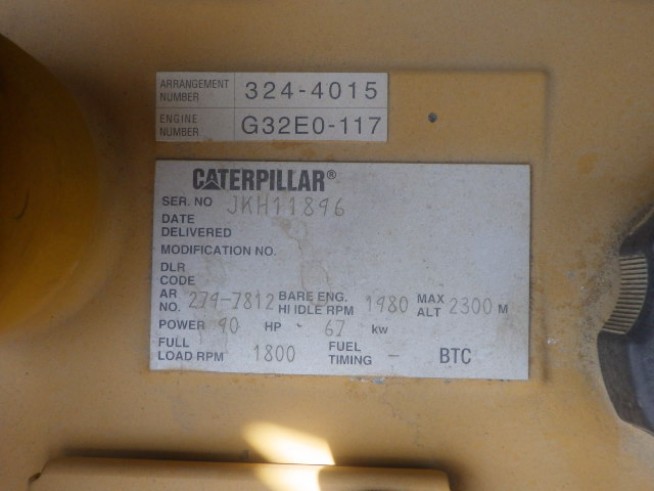 ARRANGEMENT NUMBER 324-4015
ENGINE NUMBER G32E0-117
CATERPILLAR®
SER. NO JKH11896
DATE DELIVERED
MODIFICATION NO.
DLR CODE
AR NO. 279-7812 BARE ENG. HI IDLE RPM 1980 MAX ALT 2300 M
POWER 90 HP - 67 kw
FULL LOAD RPM 1800 FUEL TIMING - BTC